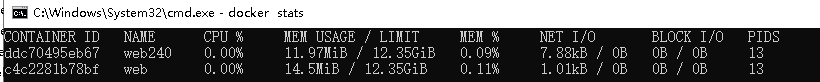 C:\Windows\System32\cmd.exe - docker stats
CONTAINER ID NAME CPU % MEM USAGE / LIMIT MEM % NET I/O BLOCK I/O PIDS
ddc70495eb67 web240 0.00% 11.97MiB / 12.35GiB 0.09% 7.88kB / 0B 0B / 0B 13
c4c2281b78bf web 0.00% 14.5MiB / 12.35GiB 0.11% 1.01kB / 0B 0B / 0B 13